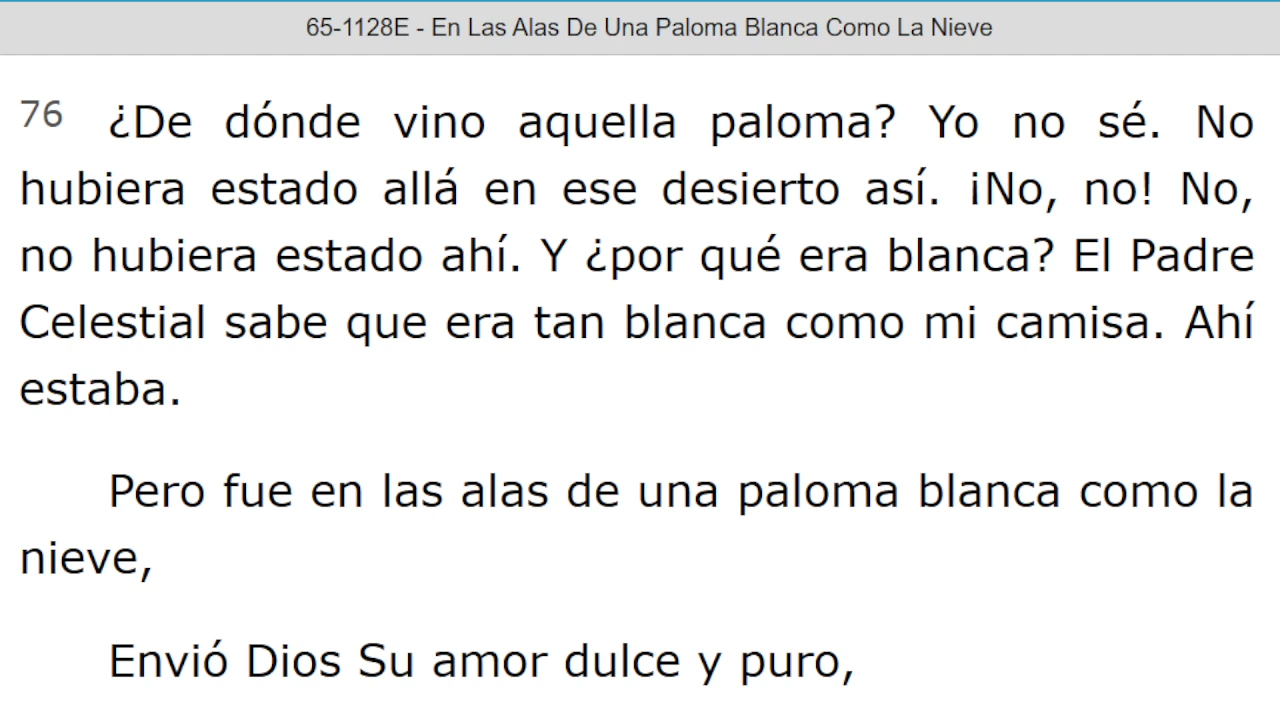 65-1128E - En Las Alas De Una Paloma Blanca Como La Nieve
76 ¿De dónde vino aquella paloma? Yo no sé. No
hubiera estado allá en ese desierto así. ¡No, no! No,
no hubiera estado ahí. Y ¿por qué era blanca? El Padre
Celestial sabe que era tan blanca como mi camisa. Ahí
estaba.
Pero fue en las alas de una paloma blanca como la
nieve,
Envió Dios Su amor dulce y puro,